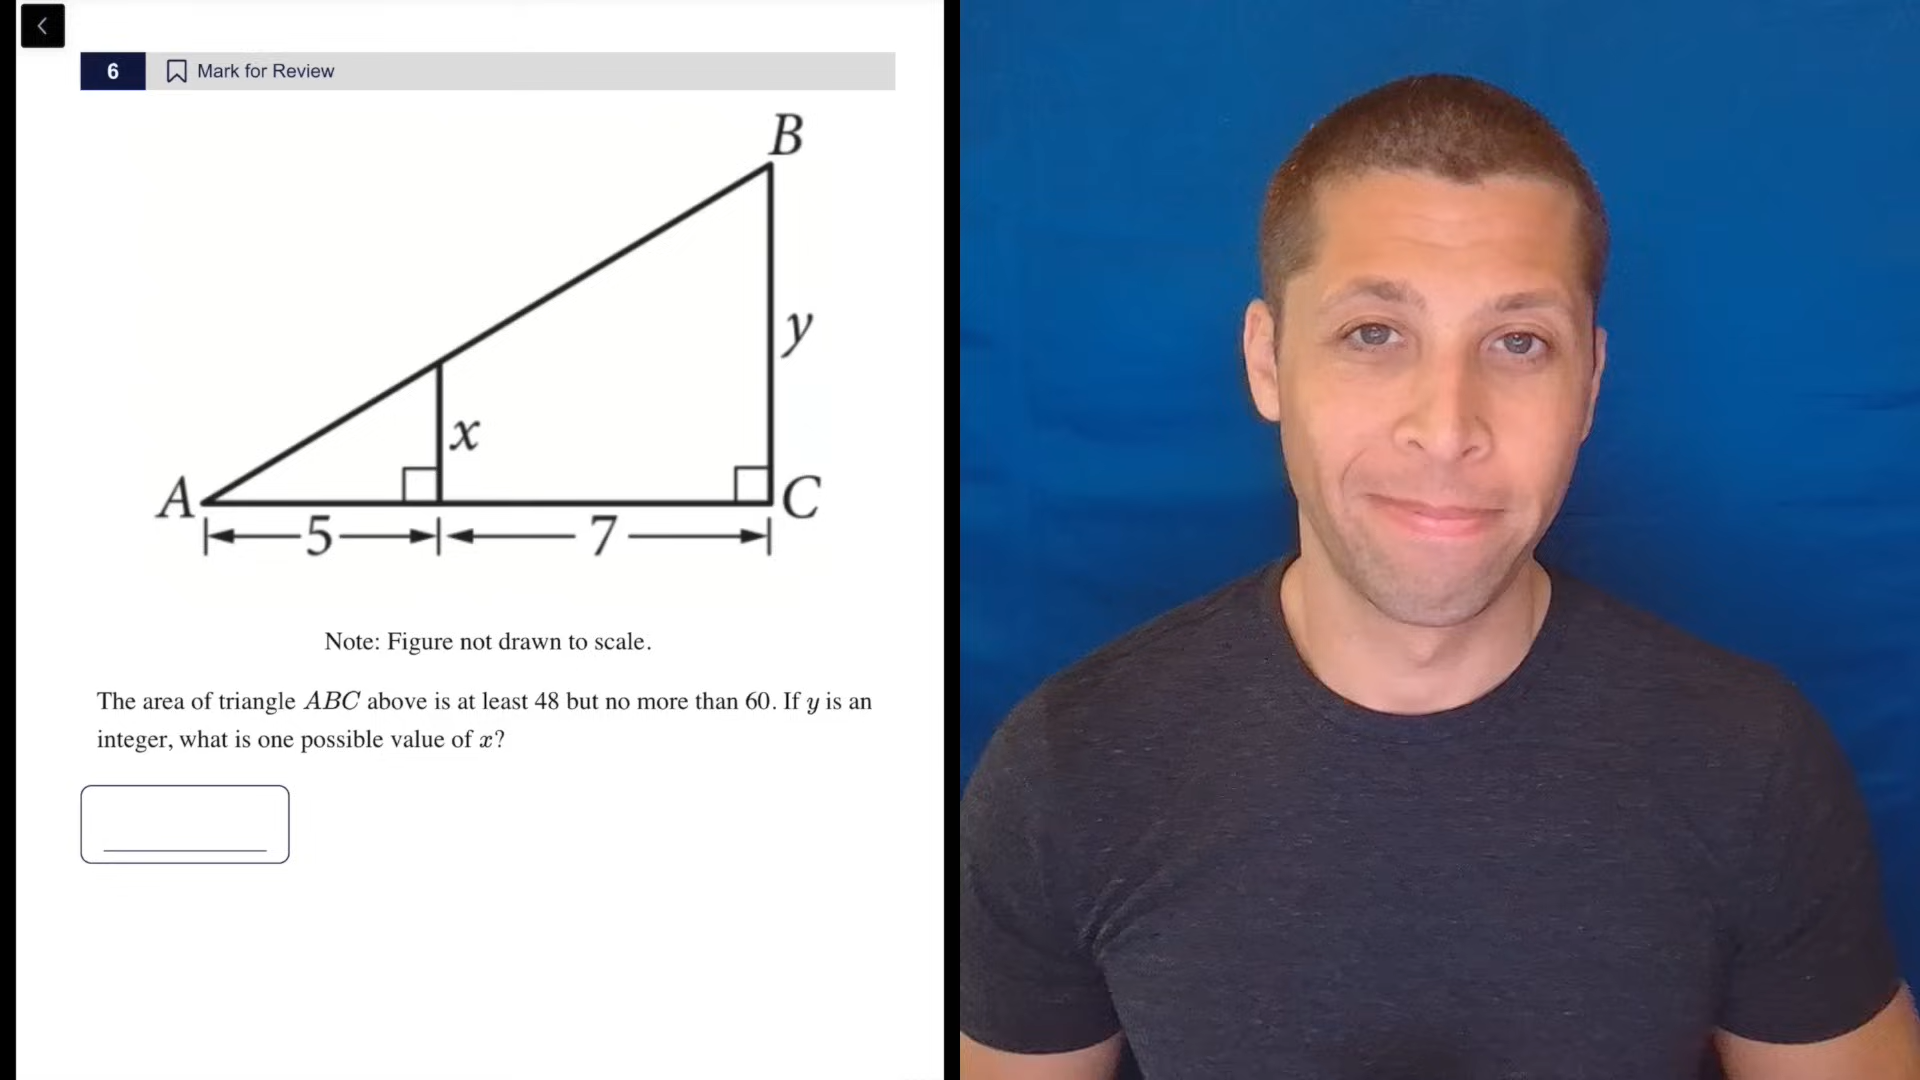 6 Mark for Review
B
y
x
A
C
5 7
Note: Figure not drawn to scale.
The area of triangle ABC above is at least 48 but no more than 60. If y is an
integer, what is one possible value of x?